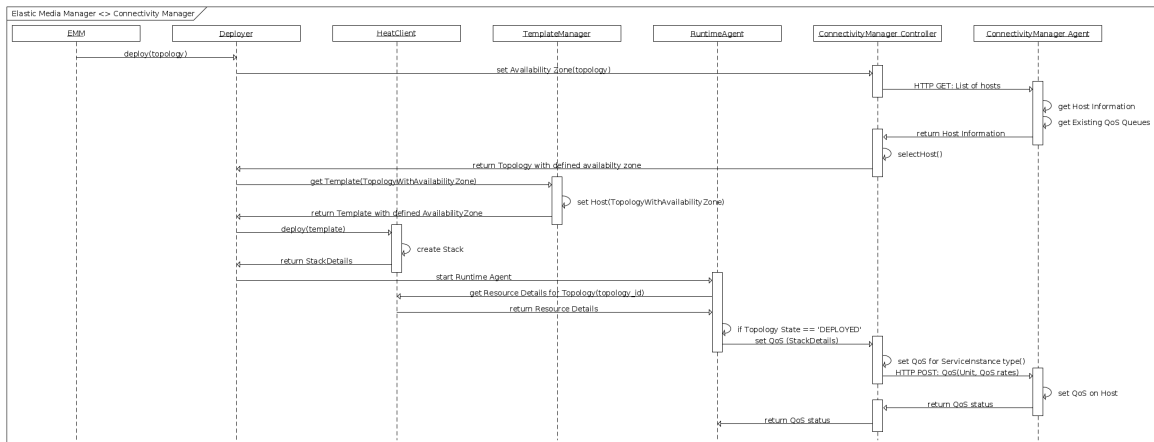 Elastic Media Manager <> Connectivity Manager
EMM
Deployer
HeatClient
TemplateManager
RuntimeAgent
ConnectivityManager Controller
ConnectivityManager Agent
deploy(topology)
set Availability Zone(topology)
HTTP GET: List of hosts
get Host Information
get Existing QoS Queues
return Host Information
selectHost()
return Topology with defined availabilty zone
get Template(TopologyWithAvailabilityZone)
set Host(TopologyWithAvailabilityZone)
return Template with defined AvailabilityZone
deploy(template)
create Stack
return StackDetails
start Runtime Agent
get Resource Details for Topology(topology_id)
return Resource Details
if Topology State == 'DEPLOYED'
set QoS (StackDetails)
set QoS for ServiceInstance type()
HTTP POST: QoS(Unit, QoS rates)
set QoS on Host
return QoS status
return QoS status